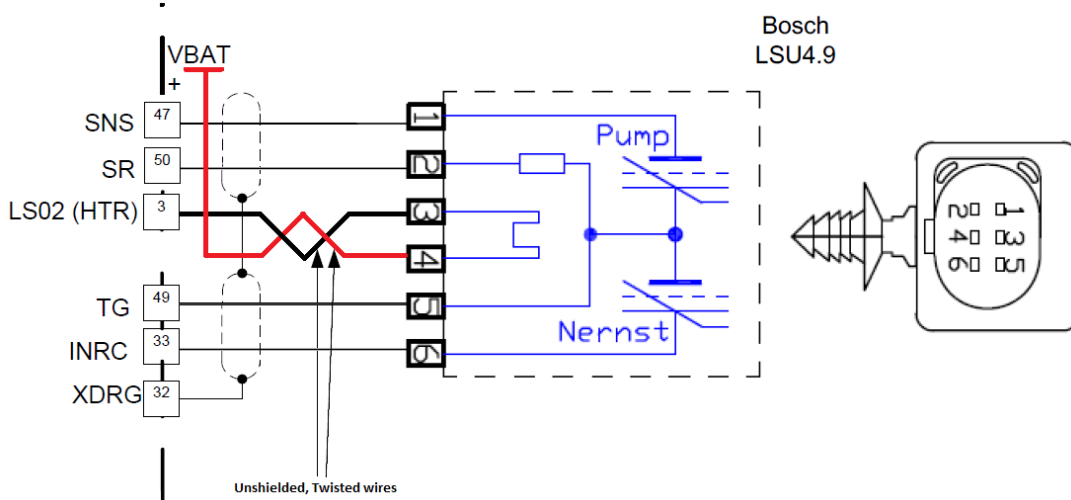 Bosch
LSU4.9
VBAT
+
SNS 47 1
SR 50 2
LS02 (HTR) 3 3
4
TG 49 5
INRC 33 6
XDRG 32
Pump
Nernst
Unshielded, Twisted wires
2 1
4 3
6 5